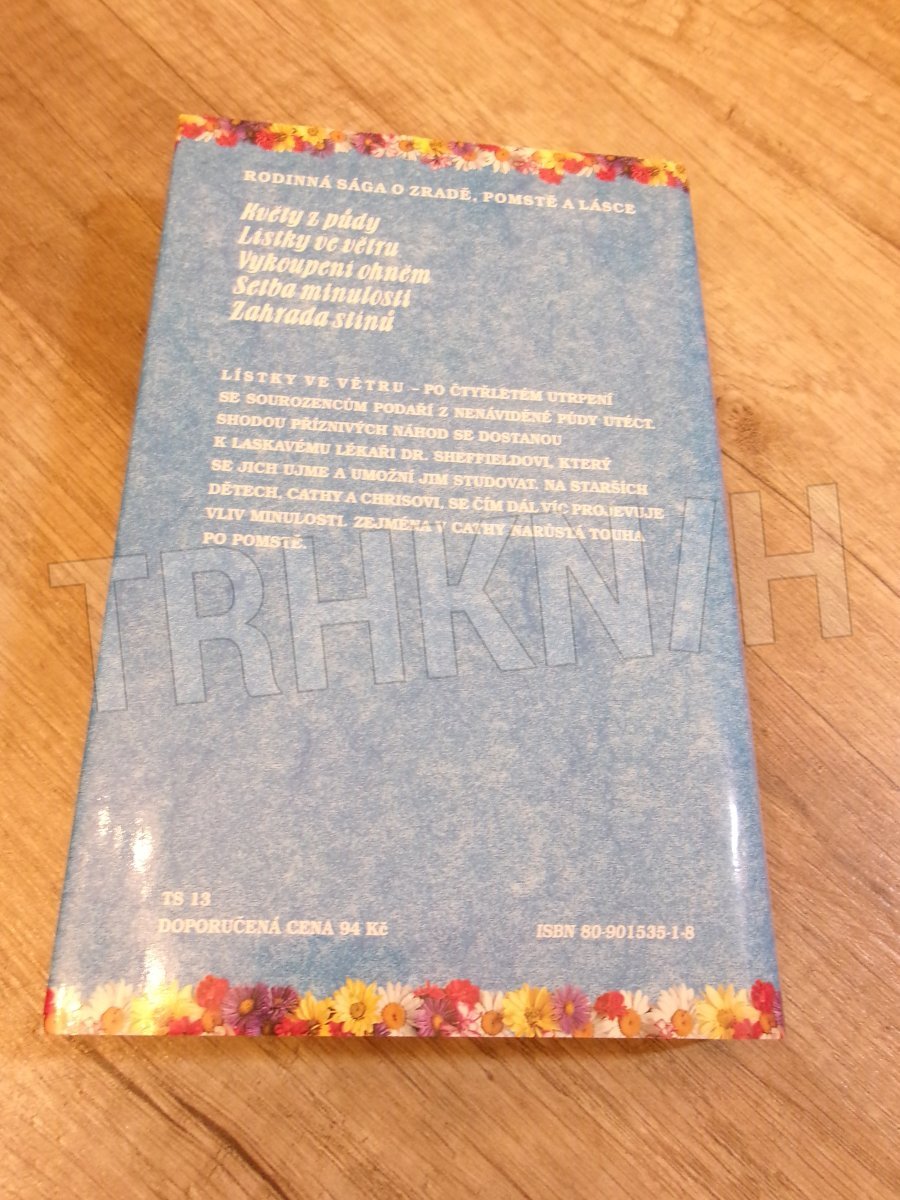 RODINNÁ SÁGA O ZRADĚ, POMSTĚ A LÁSCE
Květy z půdy
Lístky ve větru
Vykoupení ohněm
Setba minulosti
Zahrada stínů
LÍSTKY VE VĚTRU – PO ČTYŘLETÉM UTRPENÍ
SE SOUROZENCŮM PODAŘÍ Z NENÁVIDĚNÉ PŮDY UTÉCT.
SHODOU PŘÍZNIVÝCH NÁHOD SE DOSTANOU
K LASKAVÉMU LÉKAŘI DR. SHEFFIELDOVI, KTERÝ
SE JICH UJME A UMOŽNÍ JIM STUDOVAT. NA STARŠÍCH
DĚTECH, CATHY A CHRISOVI, SE ČÍM DÁL VÍC PROJEVUJE
VLIV MINULOSTI. ZEJMÉNA V CATHY NARŮSTÁ TOUHA
PO POMSTĚ.
TRHKNIH
TS 13
DOPORUČENÁ CENA 94 Kč
ISBN 80-901535-1-8